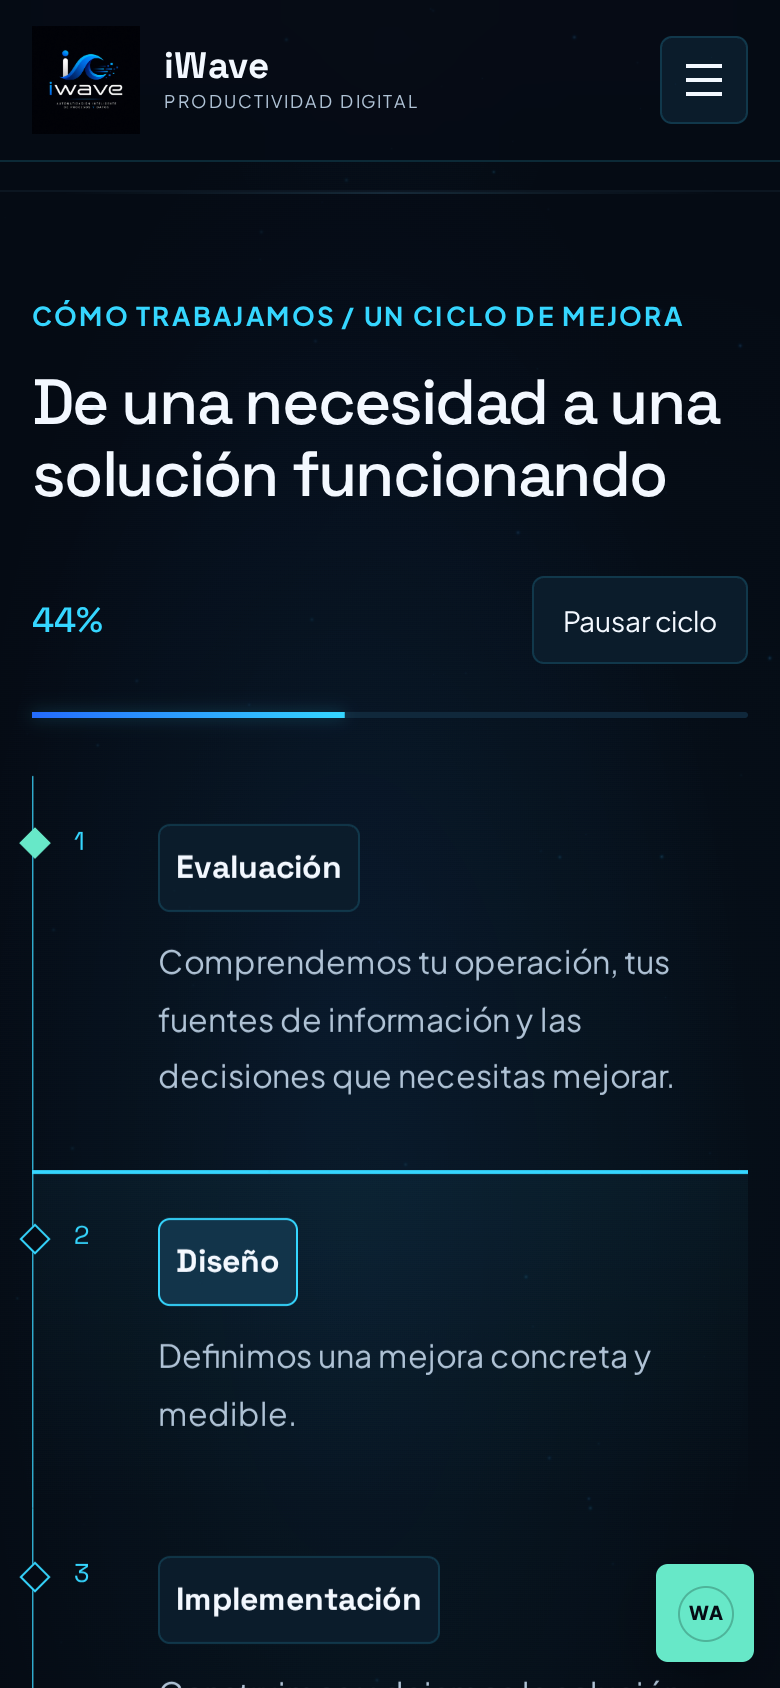 iwave
iWave
PRODUCTIVIDAD DIGITAL
CÓMO TRABAJAMOS / UN CICLO DE MEJORA
De una necesidad a una
solución funcionando
44%
Pausar ciclo
1
Evaluación
Comprendemos tu operación, tus
fuentes de información y las
decisiones que necesitas mejorar.
2
Diseño
Definimos una mejora concreta y
medible.
3
Implementación
WA